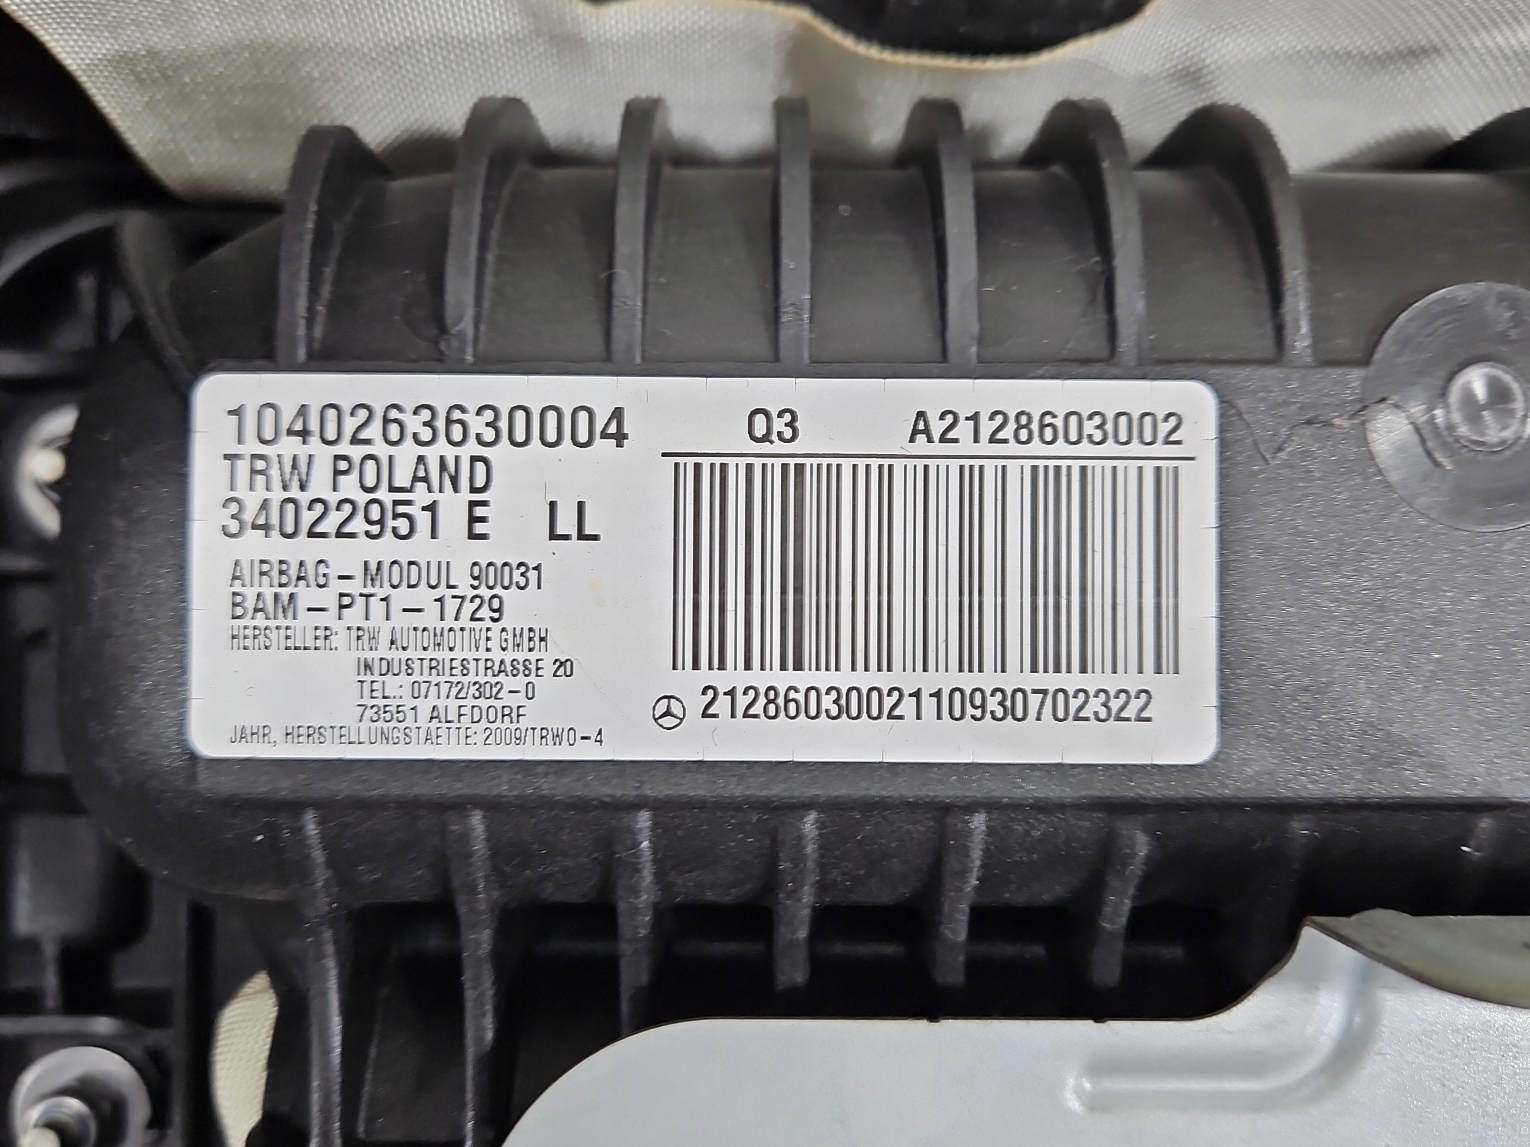 1040263630004
TRW POLAND
34022951 E LL
AIRBAG-MODUL 90031
BAM-PT1-1729
HERSTELLER: TRW AUTOMOTIVE GMBH
INDUSTRIESTRASSE 20
TEL.: 07172/302-0
73551 ALFDORF
JAHR, HERSTELLUNGSTAETTE: 2009/TRWO-4
Q3 A2128603002
2128603002110930702322